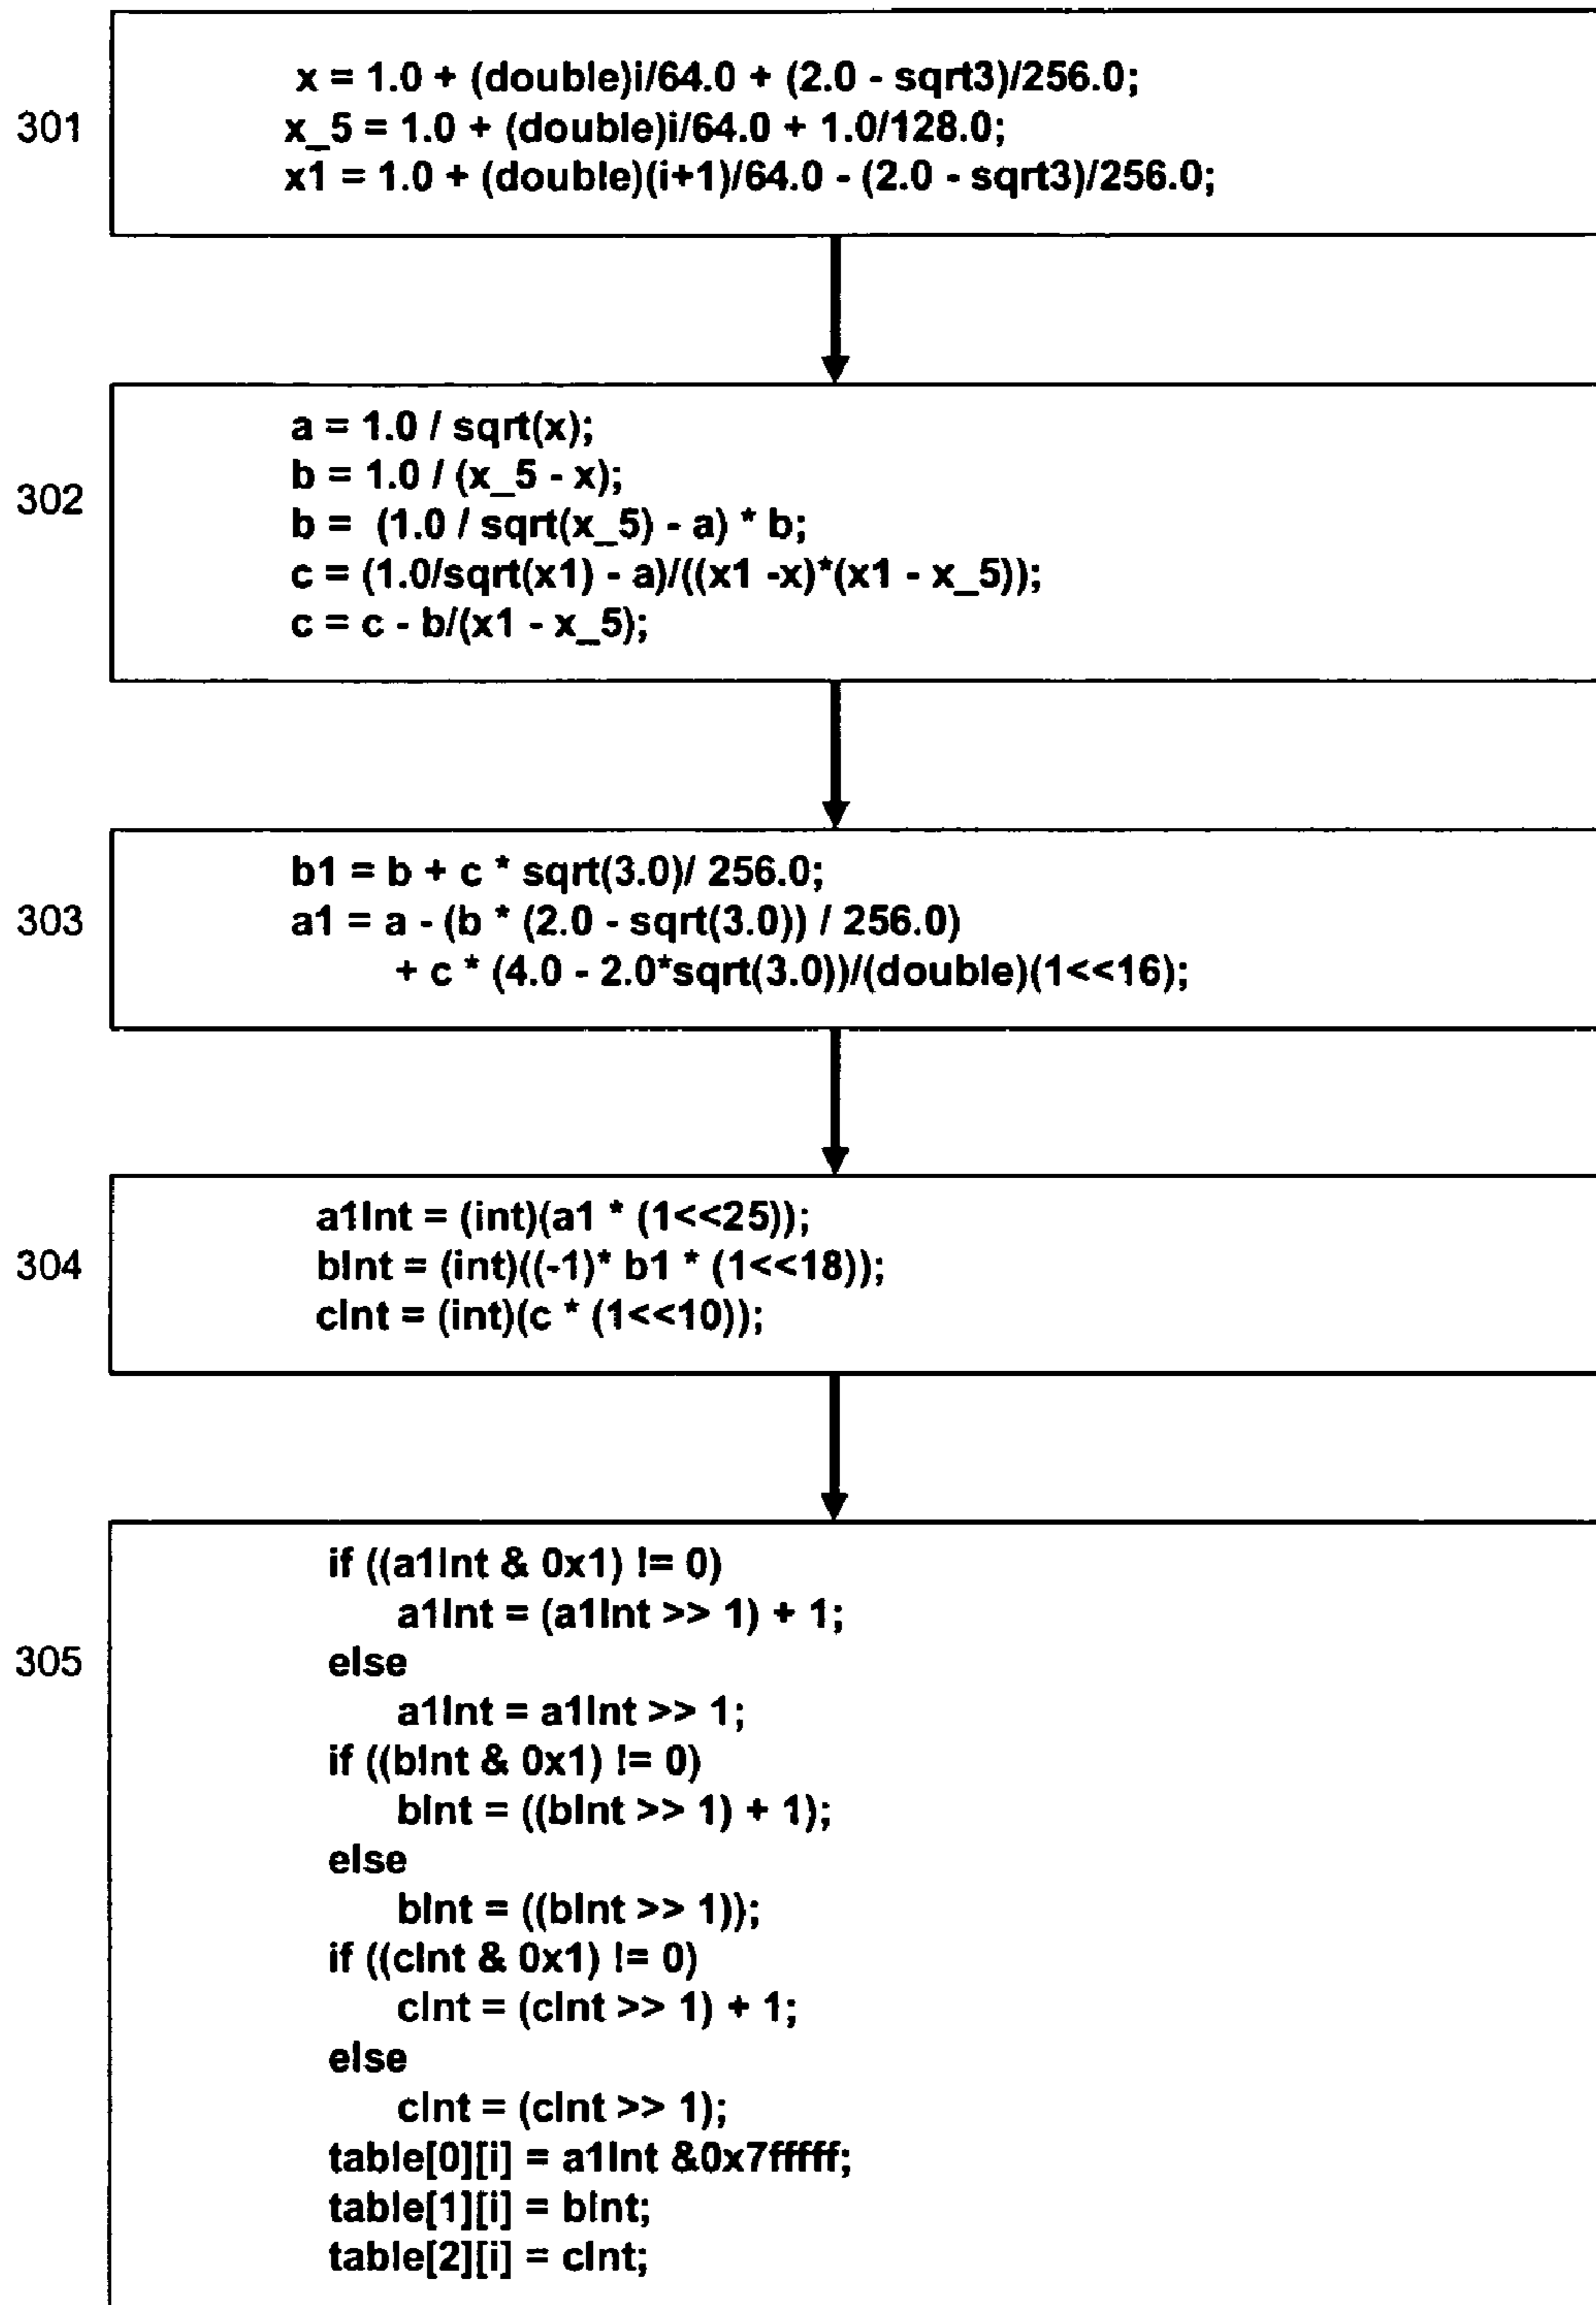 301
x = 1.0 + (double)i/64.0 + (2.0 - sqrt3)/256.0;
x_5 = 1.0 + (double)i/64.0 + 1.0/128.0;
x1 = 1.0 + (double)(i+1)/64.0 - (2.0 - sqrt3)/256.0;
302
a = 1.0 / sqrt(x);
b = 1.0 / (x_5 - x);
b = (1.0 / sqrt(x_5) - a) * b;
c = (1.0/sqrt(x1) - a)/((x1 -x)*(x1 - x_5));
c = c - b/(x1 - x_5);
303
b1 = b + c * sqrt(3.0)/ 256.0;
a1 = a - (b * (2.0 - sqrt(3.0)) / 256.0)
+ c * (4.0 - 2.0*sqrt(3.0))/(double)(1<<16);
304
a1Int = (int)(a1 * (1<<25));
bInt = (int)((-1)* b1 * (1<<18));
cInt = (int)(c * (1<<10));
305
if ((a1Int & 0x1) != 0)
a1Int = (a1Int >> 1) + 1;
else
a1Int = a1Int >> 1;
if ((bInt & 0x1) != 0)
bInt = ((bInt >> 1) + 1);
else
bInt = ((bInt >> 1));
if ((cInt & 0x1) != 0)
cInt = (cInt >> 1) + 1;
else
cInt = (cInt >> 1);
table[0][i] = a1Int &0x7fffff;
table[1][i] = bInt;
table[2][i] = cInt;